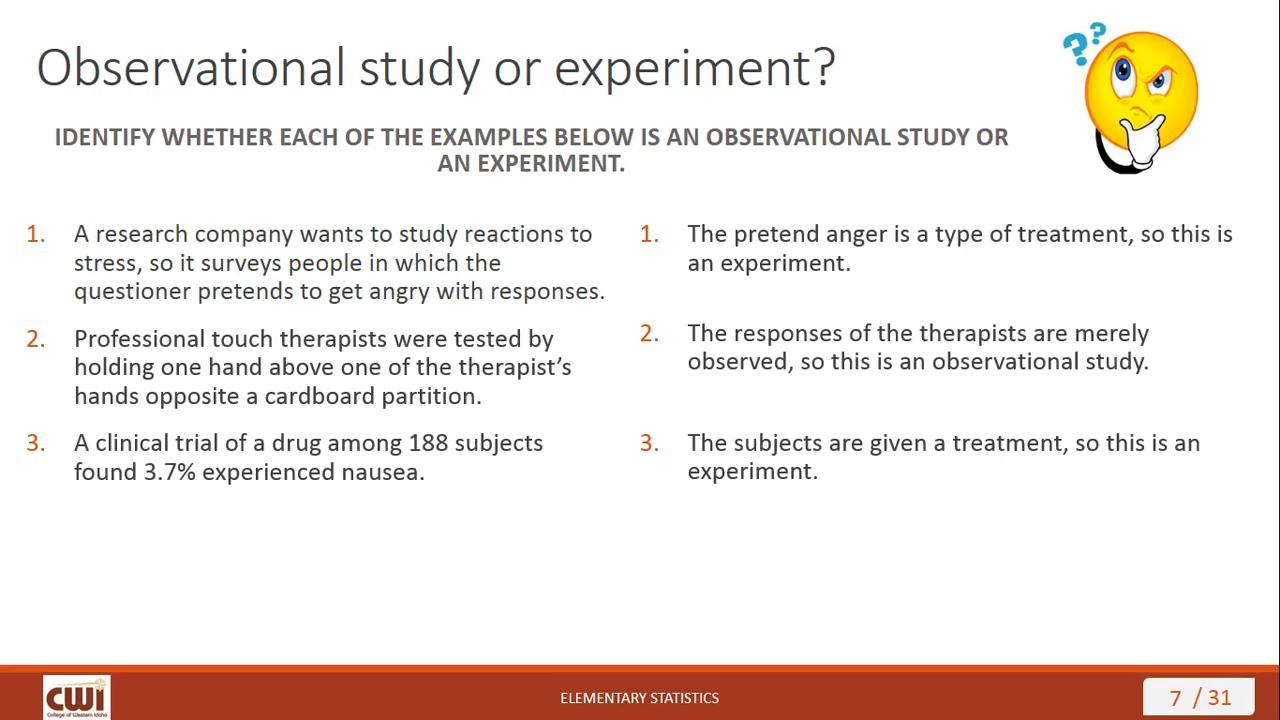 Observational study or experiment?
IDENTIFY WHETHER EACH OF THE EXAMPLES BELOW IS AN OBSERVATIONAL STUDY OR
AN EXPERIMENT.
1. A research company wants to study reactions to
stress, so it surveys people in which the
questioner pretends to get angry with responses.
2. Professional touch therapists were tested by
holding one hand above one of the therapist’s
hands opposite a cardboard partition.
3. A clinical trial of a drug among 188 subjects
found 3.7% experienced nausea.
1. The pretend anger is a type of treatment, so this is
an experiment.
2. The responses of the therapists are merely
observed, so this is an observational study.
3. The subjects are given a treatment, so this is an
experiment.
??
CWI
College of Western Idaho
ELEMENTARY STATISTICS
7 / 31